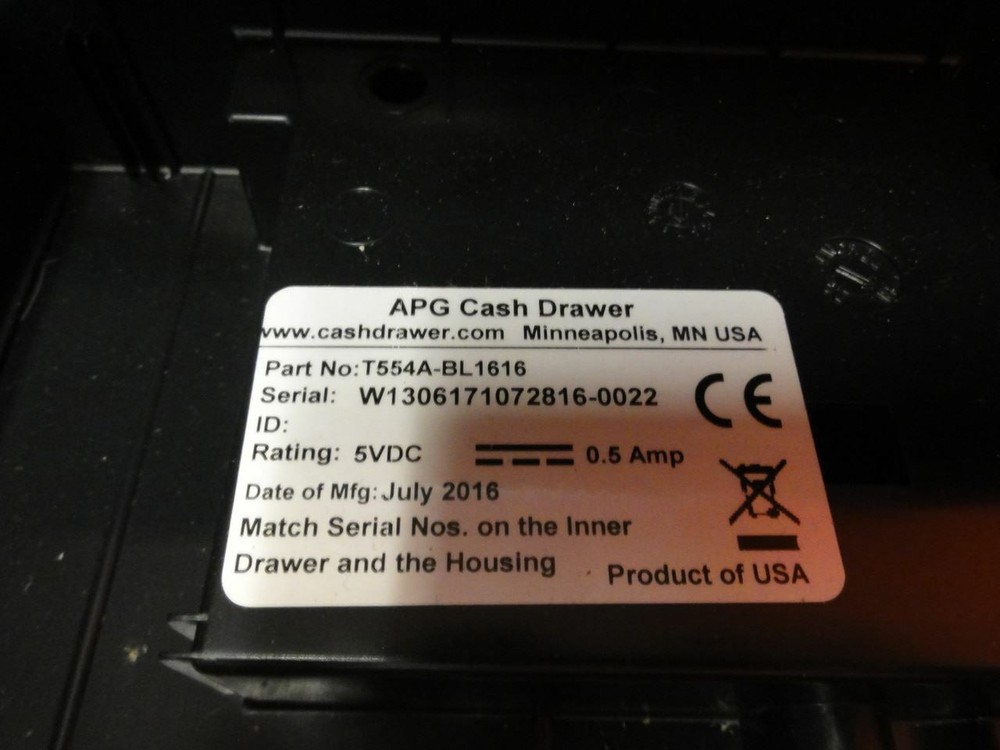 APG Cash Drawer
www.cashdrawer.com Minneapolis, MN USA
Part No:T554A-BL1616
Serial: W1306171072816-0022
CE
ID:
Rating: 5VDC 0.5 Amp
Date of Mfg:July 2016
Match Serial Nos. on the Inner
Drawer and the Housing
Product of USA